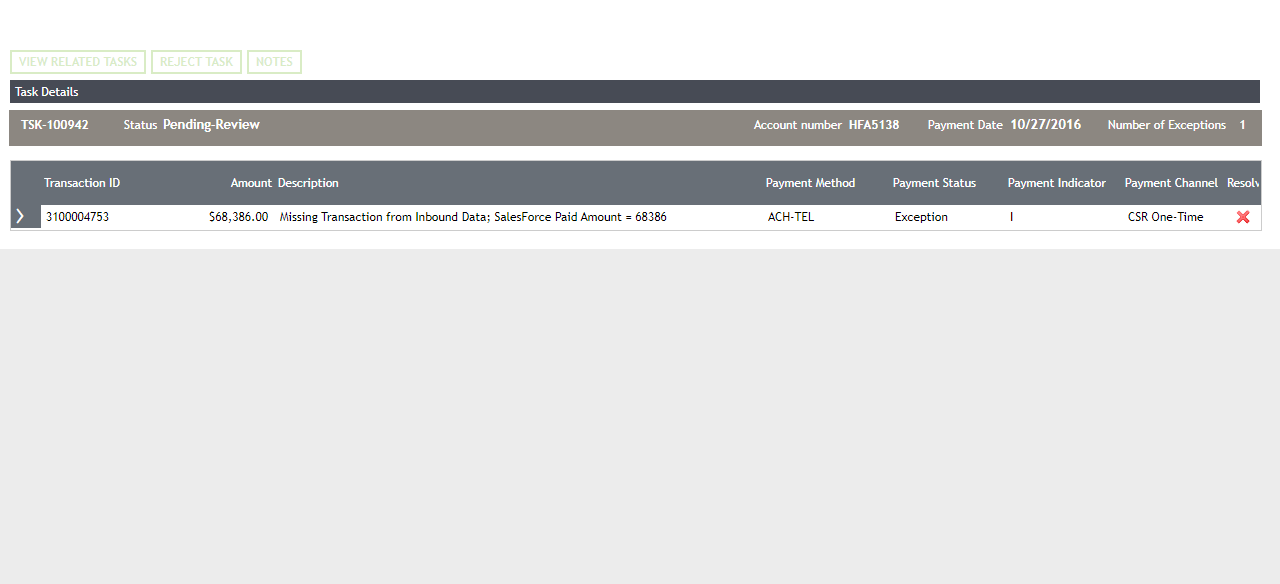 VIEW RELATED TASKS REJECT TASK NOTES
Task Details
TSK-100942 Status Pending-Review Account number HFA5138 Payment Date 10/27/2016 Number of Exceptions 1
Transaction ID Amount Description Payment Method Payment Status Payment Indicator Payment Channel Resolv
3100004753 $68,386.00 Missing Transaction from Inbound Data; SalesForce Paid Amount = 68386 ACH-TEL Exception I CSR One-Time